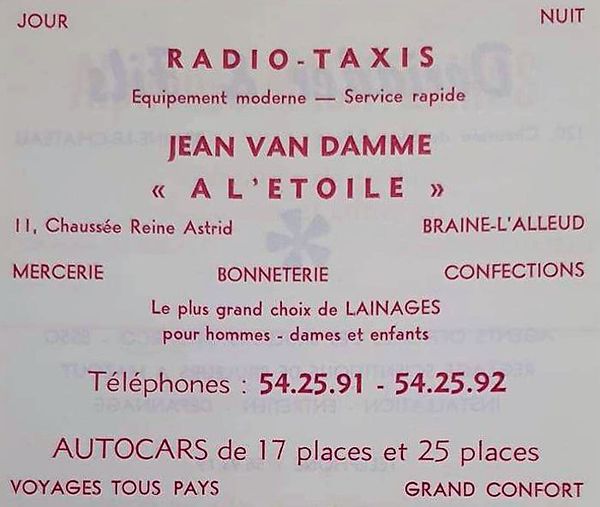 JOUR NUIT
RADIO-TAXIS
Equipement moderne — Service rapide
JEAN VAN DAMME
« A L'ETOILE »
11, Chaussée Reine Astrid BRAINE-L'ALLEUD
MERCERIE BONNETERIE CONFECTIONS
Le plus grand choix de LAINAGES
pour hommes - dames et enfants
Téléphones : 54.25.91 - 54.25.92
AUTOCARS de 17 places et 25 places
VOYAGES TOUS PAYS GRAND CONFORT